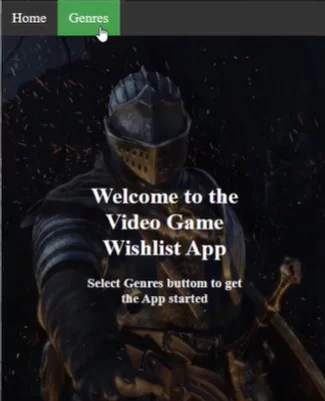 Home Genres
Welcome to the
Video Game
Wishlist App
Select Genres buttom to get
the App started